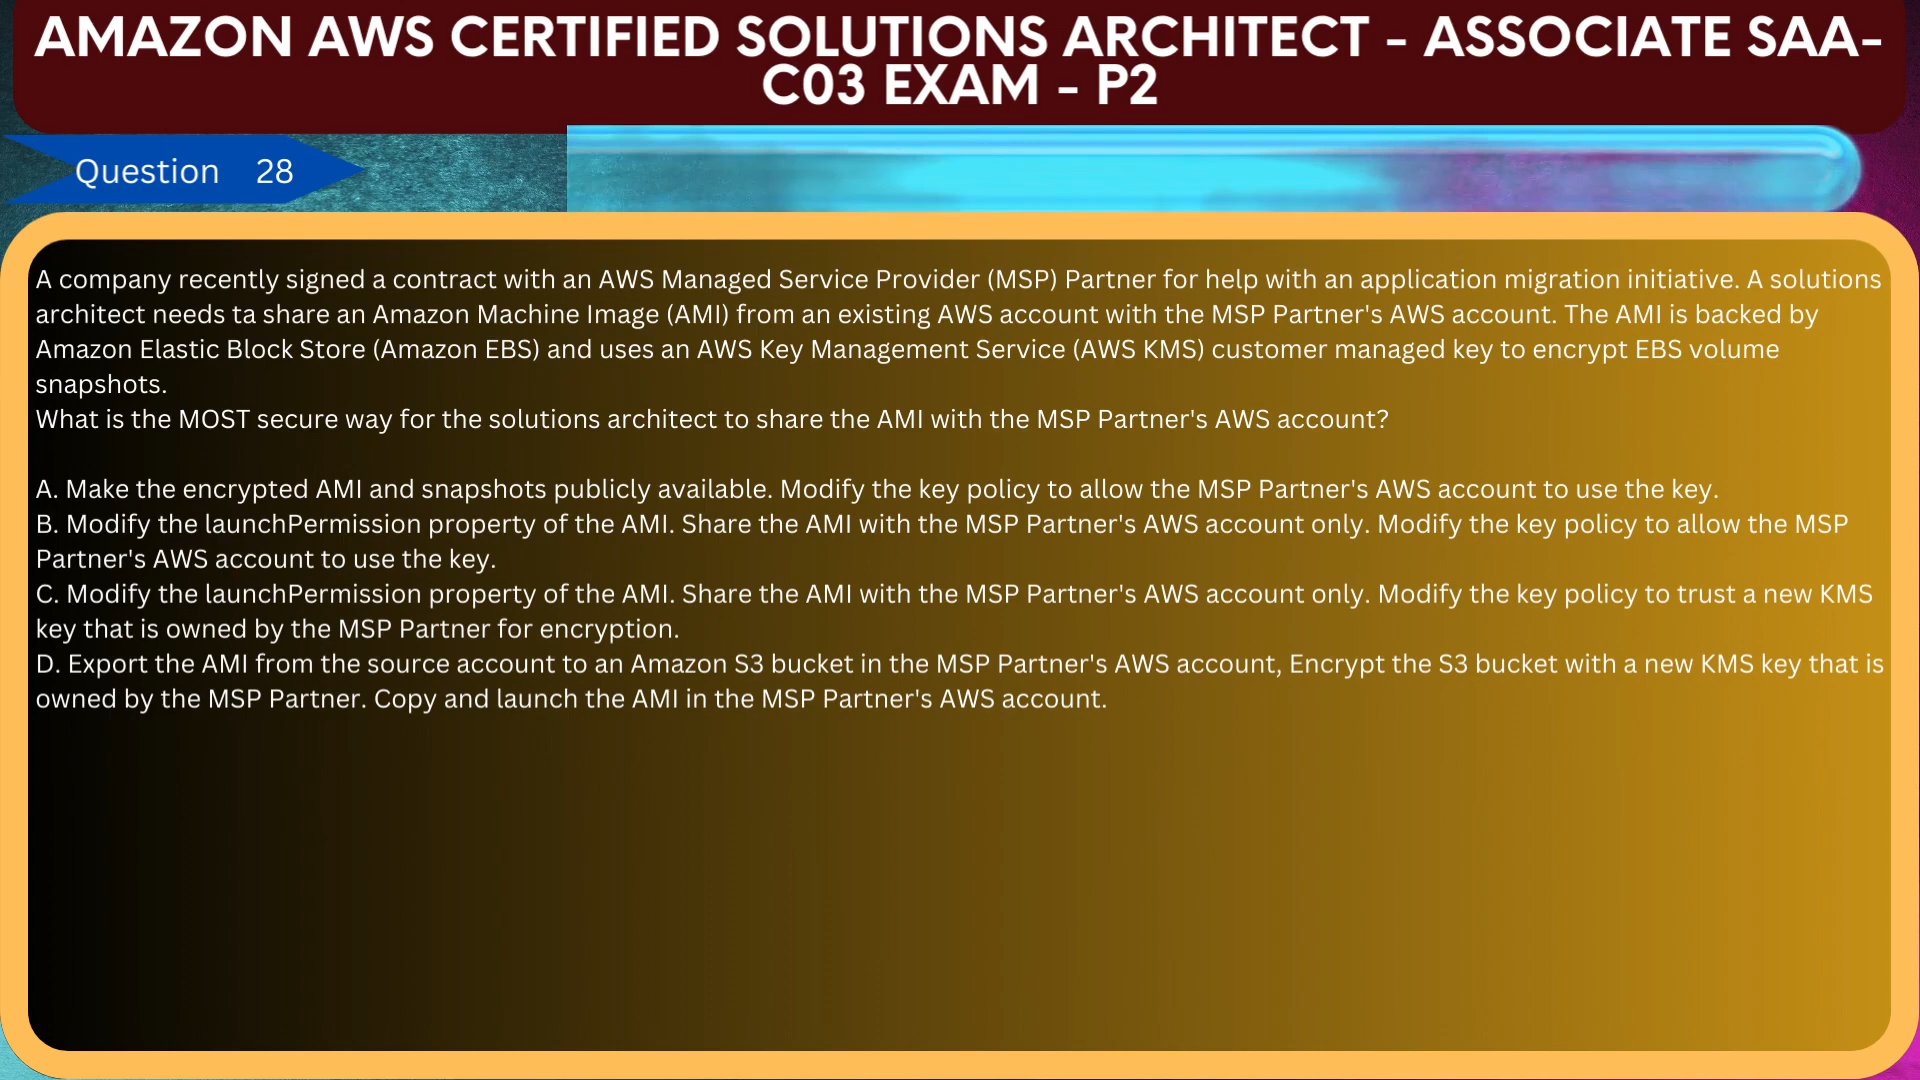 AMAZON AWS CERTIFIED SOLUTIONS ARCHITECT - ASSOCIATE SAA-
C03 EXAM - P2
Question 28
A company recently signed a contract with an AWS Managed Service Provider (MSP) Partner for help with an application migration initiative. A solutions
architect needs ta share an Amazon Machine Image (AMI) from an existing AWS account with the MSP Partner's AWS account. The AMI is backed by
Amazon Elastic Block Store (Amazon EBS) and uses an AWS Key Management Service (AWS KMS) customer managed key to encrypt EBS volume
snapshots.
What is the MOST secure way for the solutions architect to share the AMI with the MSP Partner's AWS account?
A. Make the encrypted AMI and snapshots publicly available. Modify the key policy to allow the MSP Partner's AWS account to use the key.
B. Modify the launchPermission property of the AMI. Share the AMI with the MSP Partner's AWS account only. Modify the key policy to allow the MSP
Partner's AWS account to use the key.
C. Modify the launchPermission property of the AMI. Share the AMI with the MSP Partner's AWS account only. Modify the key policy to trust a new KMS
key that is owned by the MSP Partner for encryption.
D. Export the AMI from the source account to an Amazon S3 bucket in the MSP Partner's AWS account, Encrypt the S3 bucket with a new KMS key that is
owned by the MSP Partner. Copy and launch the AMI in the MSP Partner's AWS account.